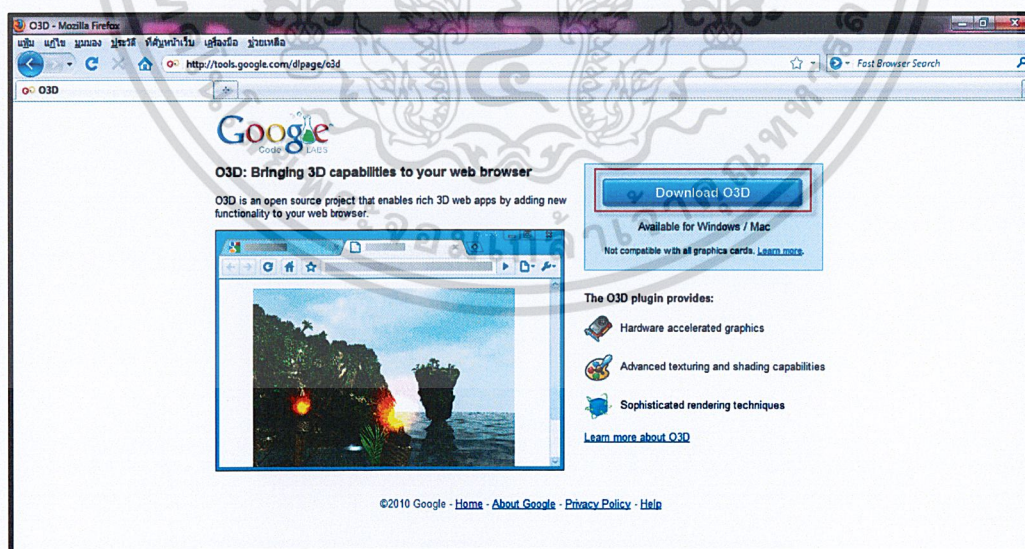 O3D - Mozilla Firefox
แฟ้ม แก้ไข มุมมอง ประวัติ ที่คั่นหน้าเว็บ เครื่องมือ ช่วยเหลือ
http://tools.google.com/dlpage/o3d
Fast Browser Search
O3D
Google
Code LABS
O3D: Bringing 3D capabilities to your web browser
O3D is an open source project that enables rich 3D web apps by adding new
functionality to your web browser.
Download O3D
Available for Windows / Mac
Not compatible with all graphics cards. Learn more.
The O3D plugin provides:
Hardware accelerated graphics
Advanced texturing and shading capabilities
Sophisticated rendering techniques
Learn more about O3D
©2010 Google - Home - About Google - Privacy Policy - Help